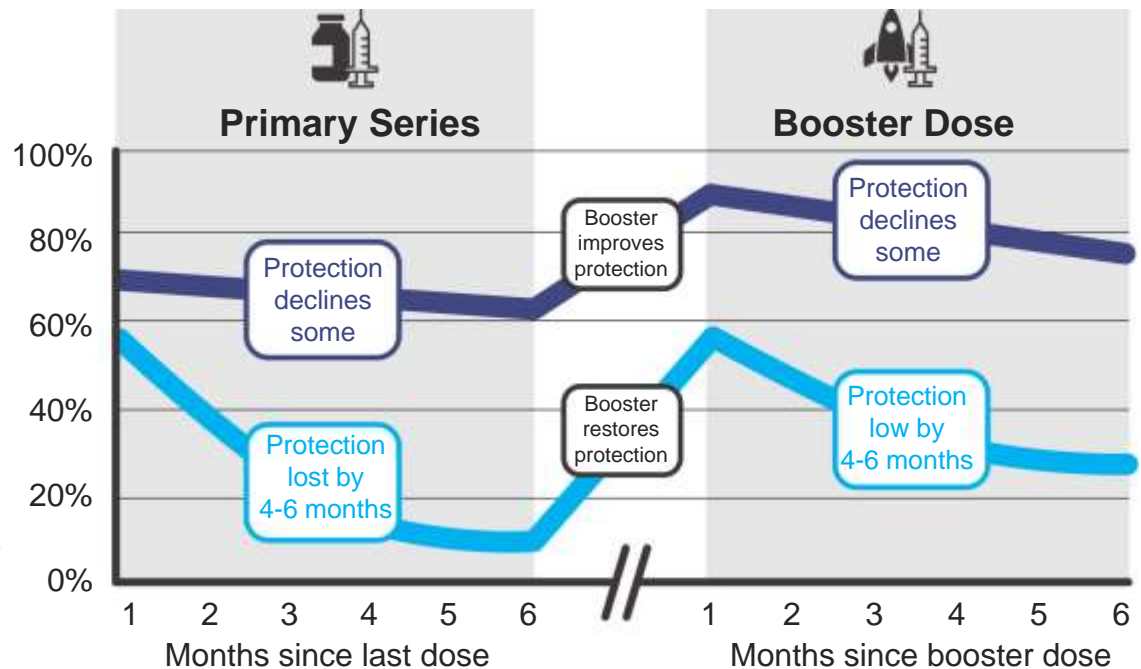 Primary Series
Booster Dose
100%
80%
60%
40%
20%
0%
Protection
declines
some
Booster
improves
protection
Protection
declines
some
Protection
lost by
4-6 months
Booster
restores
protection
Protection
low by
4-6 months
1 2 3 4 5 6
1 2 3 4 5 6
Months since last dose
Months since booster dose